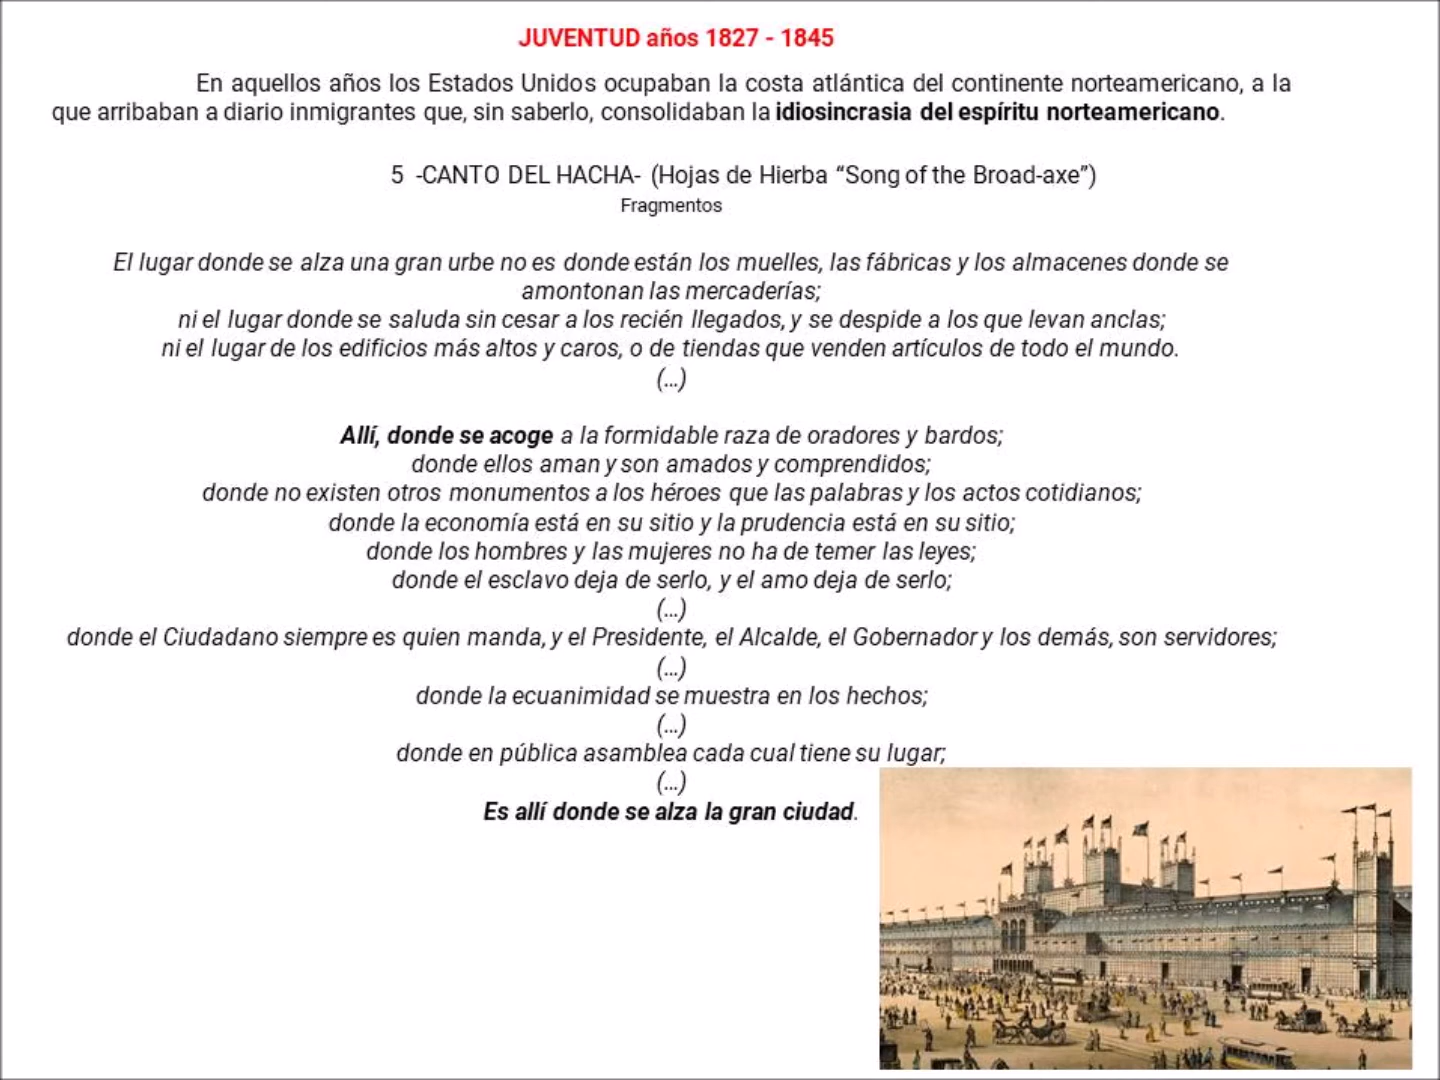 JUVENTUD años 1827 - 1845
En aquellos años los Estados Unidos ocupaban la costa atlántica del continente norteamericano, a la
que arribaban a diario inmigrantes que, sin saberlo, consolidaban la idiosincrasia del espíritu norteamericano.
5 -CANTO DEL HACHA- (Hojas de Hierba “Song of the Broad-axe”)
Fragmentos
El lugar donde se alza una gran urbe no es donde están los muelles, las fábricas y los almacenes donde se
amontonan las mercaderías;
ni el lugar donde se saluda sin cesar a los recién llegados, y se despide a los que levan anclas;
ni el lugar de los edificios más altos y caros, o de tiendas que venden artículos de todo el mundo.
(...)
Allí, donde se acoge a la formidable raza de oradores y bardos;
donde ellos aman y son amados y comprendidos;
donde no existen otros monumentos a los héroes que las palabras y los actos cotidianos;
donde la economía está en su sitio y la prudencia está en su sitio;
donde los hombres y las mujeres no ha de temer las leyes;
donde el esclavo deja de serlo, y el amo deja de serlo;
(...)
donde el Ciudadano siempre es quien manda, y el Presidente, el Alcalde, el Gobernador y los demás, son servidores;
(...)
donde la ecuanimidad se muestra en los hechos;
(...)
donde en pública asamblea cada cual tiene su lugar;
(...)
Es allí donde se alza la gran ciudad.